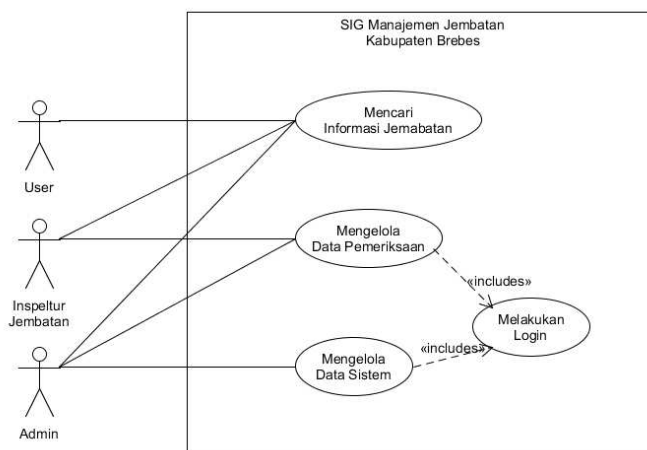 SIG Manajemen Jembatan
Kabupaten Brebes
Mencari
Informasi Jemabatan
User
Mengelola
Data Pemeriksaan
«includes»
Inspeltur
Jembatan
Melakukan
Login
«includes»
Mengelola
Data Sistem
Admin